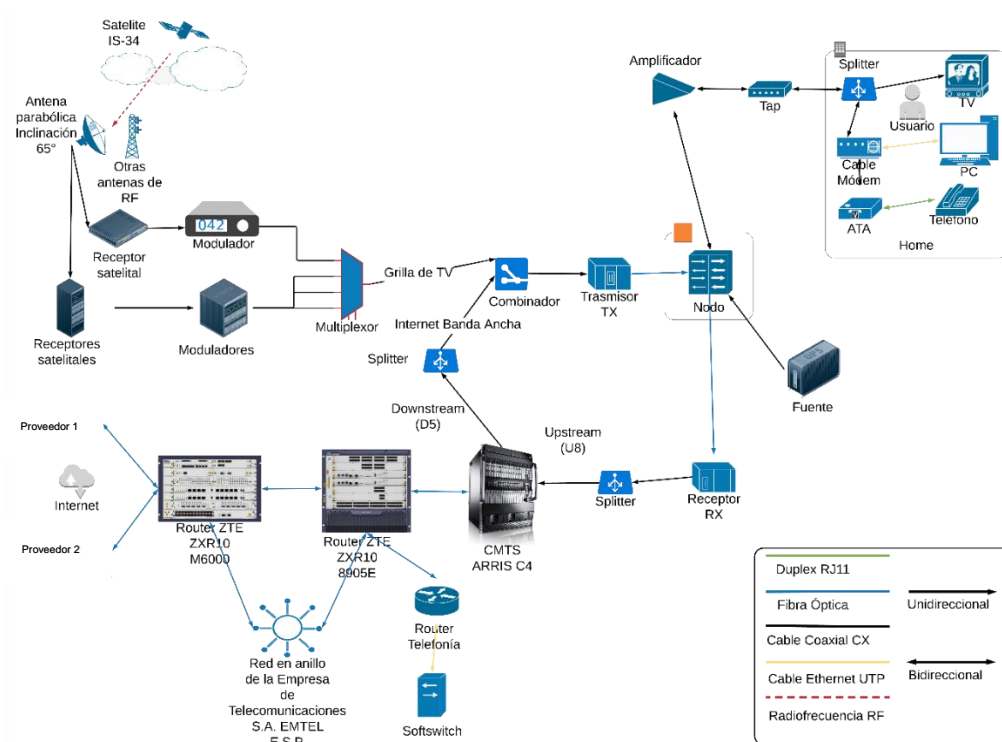 Satelite
IS-34
Antena
parabólica
Inclinación
65°
Otras
antenas de
RF
Receptor
satelital
042
Modulador
Receptores
satelitales
Moduladores
Multiplexor
Grilla de TV
Internet Banda Ancha
Combinador
Trasmisor
TX
Nodo
Amplificador
Tap
Splitter
TV
Usuario
Cable
Módem
PC
ATA
M
Teléfono
Home
Fuente
UPS
Splitter
Downstream
(D5)
Upstream
(U8)
Splitter
Receptor
RX
CMTS
ARRIS C4
Proveedor 1
Internet
Proveedor 2
Router ZTE
ZXR10
M6000
Router ZTE
ZXR10
8905E
Router
Telefonía
Softswitch
Red en anillo
de la Empresa
de
Telecomunicaciones
S.A. EMTEL
E.S.P
Duplex RJ11
Fibra Óptica
Unidireccional
Cable Coaxial CX
Cable Ethernet UTP
Bidireccional
Radiofrecuencia RF